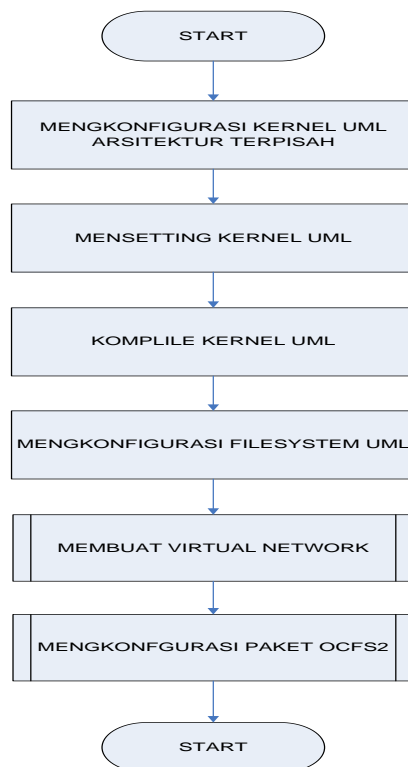 START
MENGKONFIGURASI KERNEL UML
ARSITEKTUR TERPISAH
MENSETTING KERNEL UML
KOMPLILE KERNEL UML
MENGKONFIGURASI FILESYSTEM UML
MEMBUAT VIRTUAL NETWORK
MENGKONFGURASI PAKET OCFS2
START